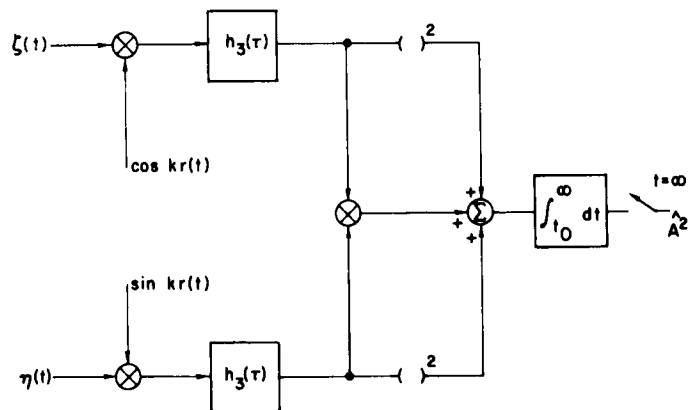 2
ζ(t)
h₃(τ)
cos kr(t)
+
t=∞
∫ₜ₀^∞ dt
Â²
+
Σ
+
sin kr(t)
2
η(t)
h₃(τ)